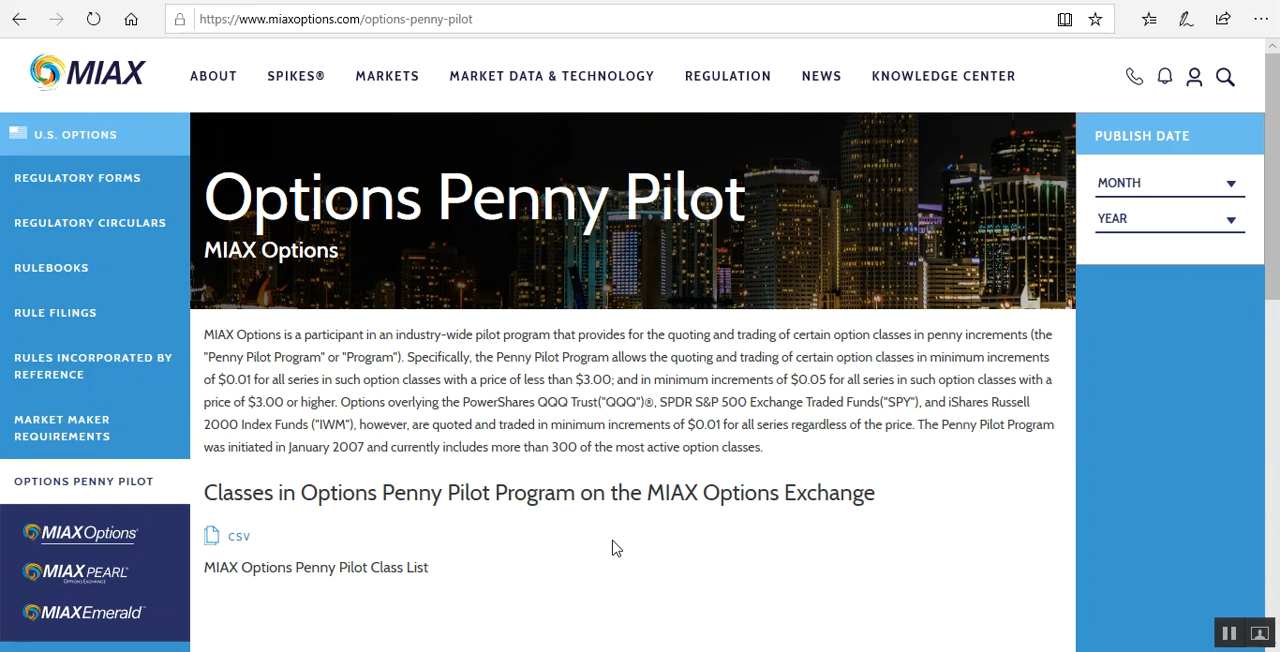 https://www.miaxoptions.com/options-penny-pilot
MIAX
ABOUT
SPIKES®
MARKETS
MARKET DATA & TECHNOLOGY
REGULATION
NEWS
KNOWLEDGE CENTER
U.S. OPTIONS
REGULATORY FORMS
REGULATORY CIRCULARS
RULEBOOKS
RULE FILINGS
RULES INCORPORATED BY
REFERENCE
MARKET MAKER
REQUIREMENTS
OPTIONS PENNY PILOT
MIAX Options®
MIAX PEARL™
OPTIONS EXCHANGE
MIAX Emerald™
Options Penny Pilot
MIAX Options
MIAX Options is a participant in an industry-wide pilot program that provides for the quoting and trading of certain option classes in penny increments (the
"Penny Pilot Program" or "Program"). Specifically, the Penny Pilot Program allows the quoting and trading of certain option classes in minimum increments
of $0.01 for all series in such option classes with a price of less than $3.00; and in minimum increments of $0.05 for all series in such option classes with a
price of $3.00 or higher. Options overlying the PowerShares QQQ Trust("QQQ")®, SPDR S&P 500 Exchange Traded Funds("SPY"), and iShares Russell
2000 Index Funds ("IWM"), however, are quoted and traded in minimum increments of $0.01 for all series regardless of the price. The Penny Pilot Program
was initiated in January 2007 and currently includes more than 300 of the most active option classes.
Classes in Options Penny Pilot Program on the MIAX Options Exchange
CSV
MIAX Options Penny Pilot Class List
PUBLISH DATE
MONTH
YEAR